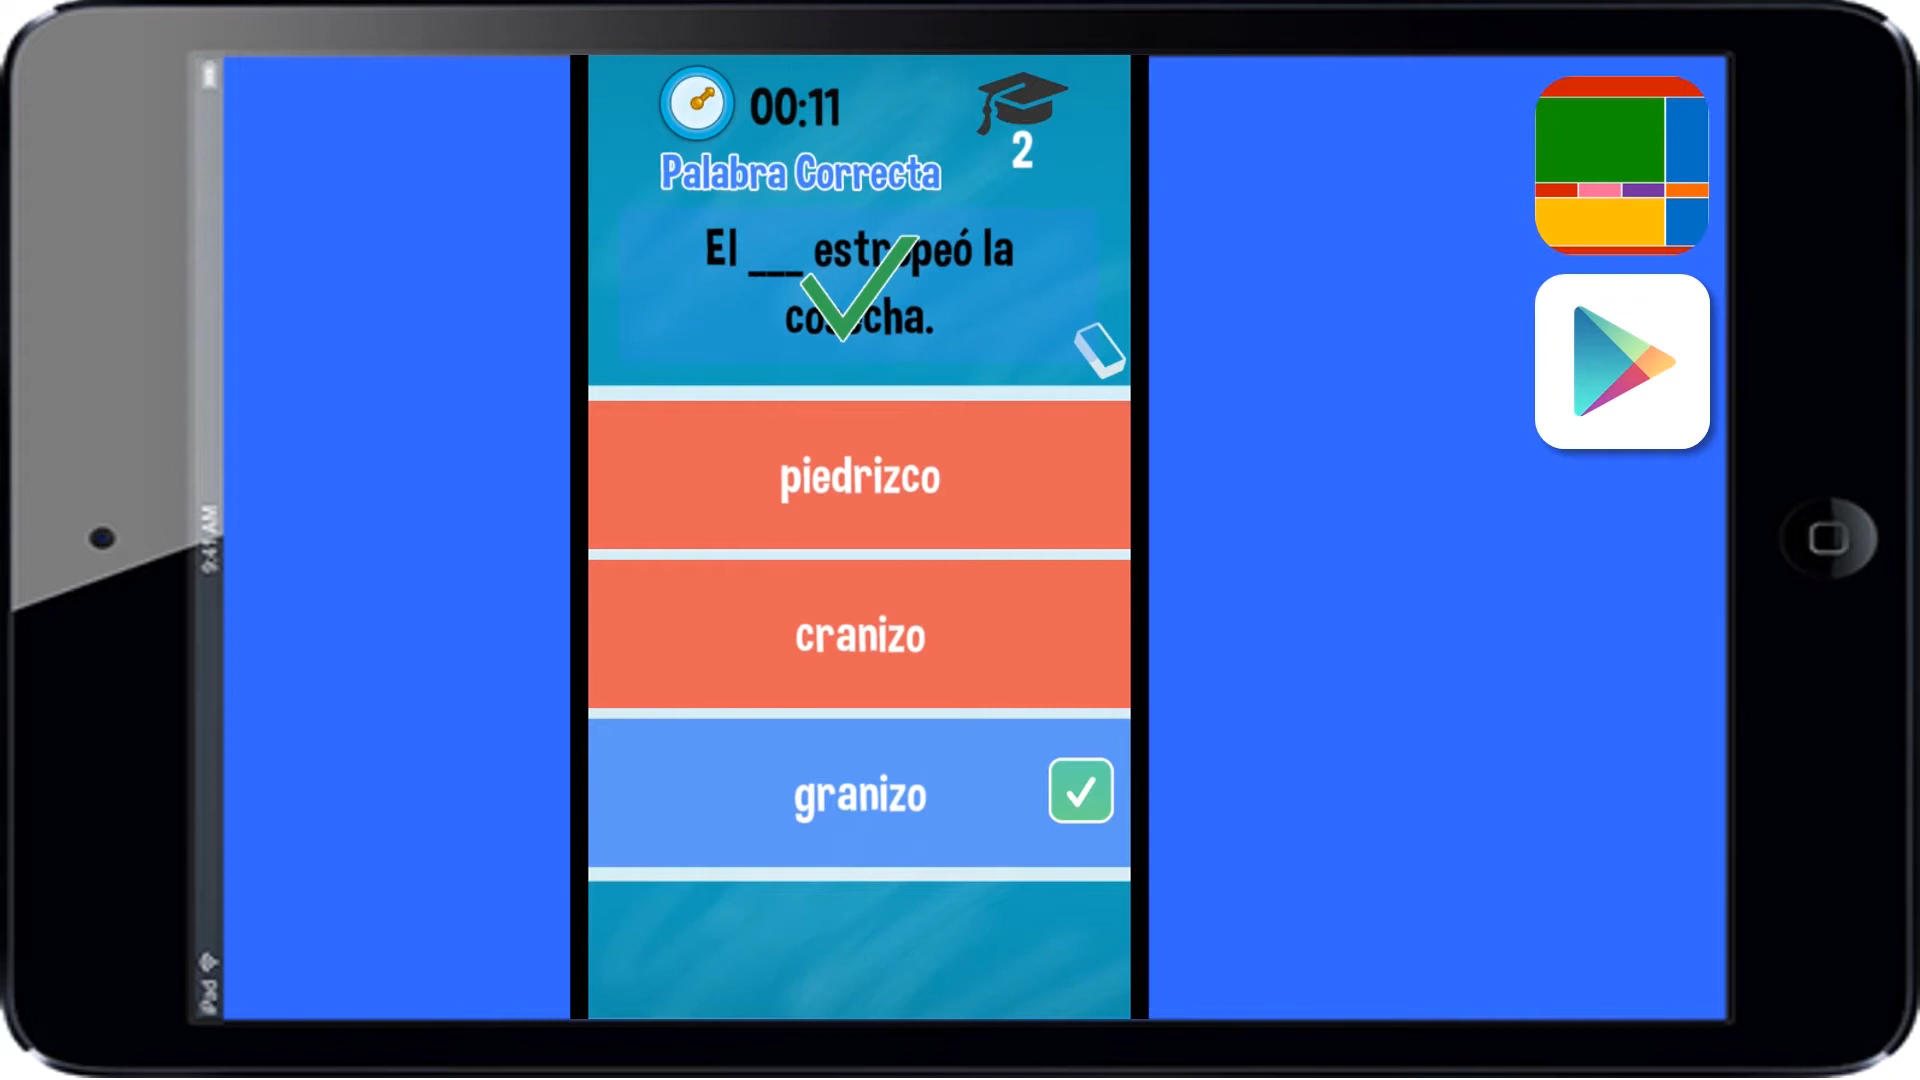 00:11
2
Palabra Correcta
El ___ estropeó la
cosecha.
piedrizco
cranizo
granizo
9:41 AM
iPad